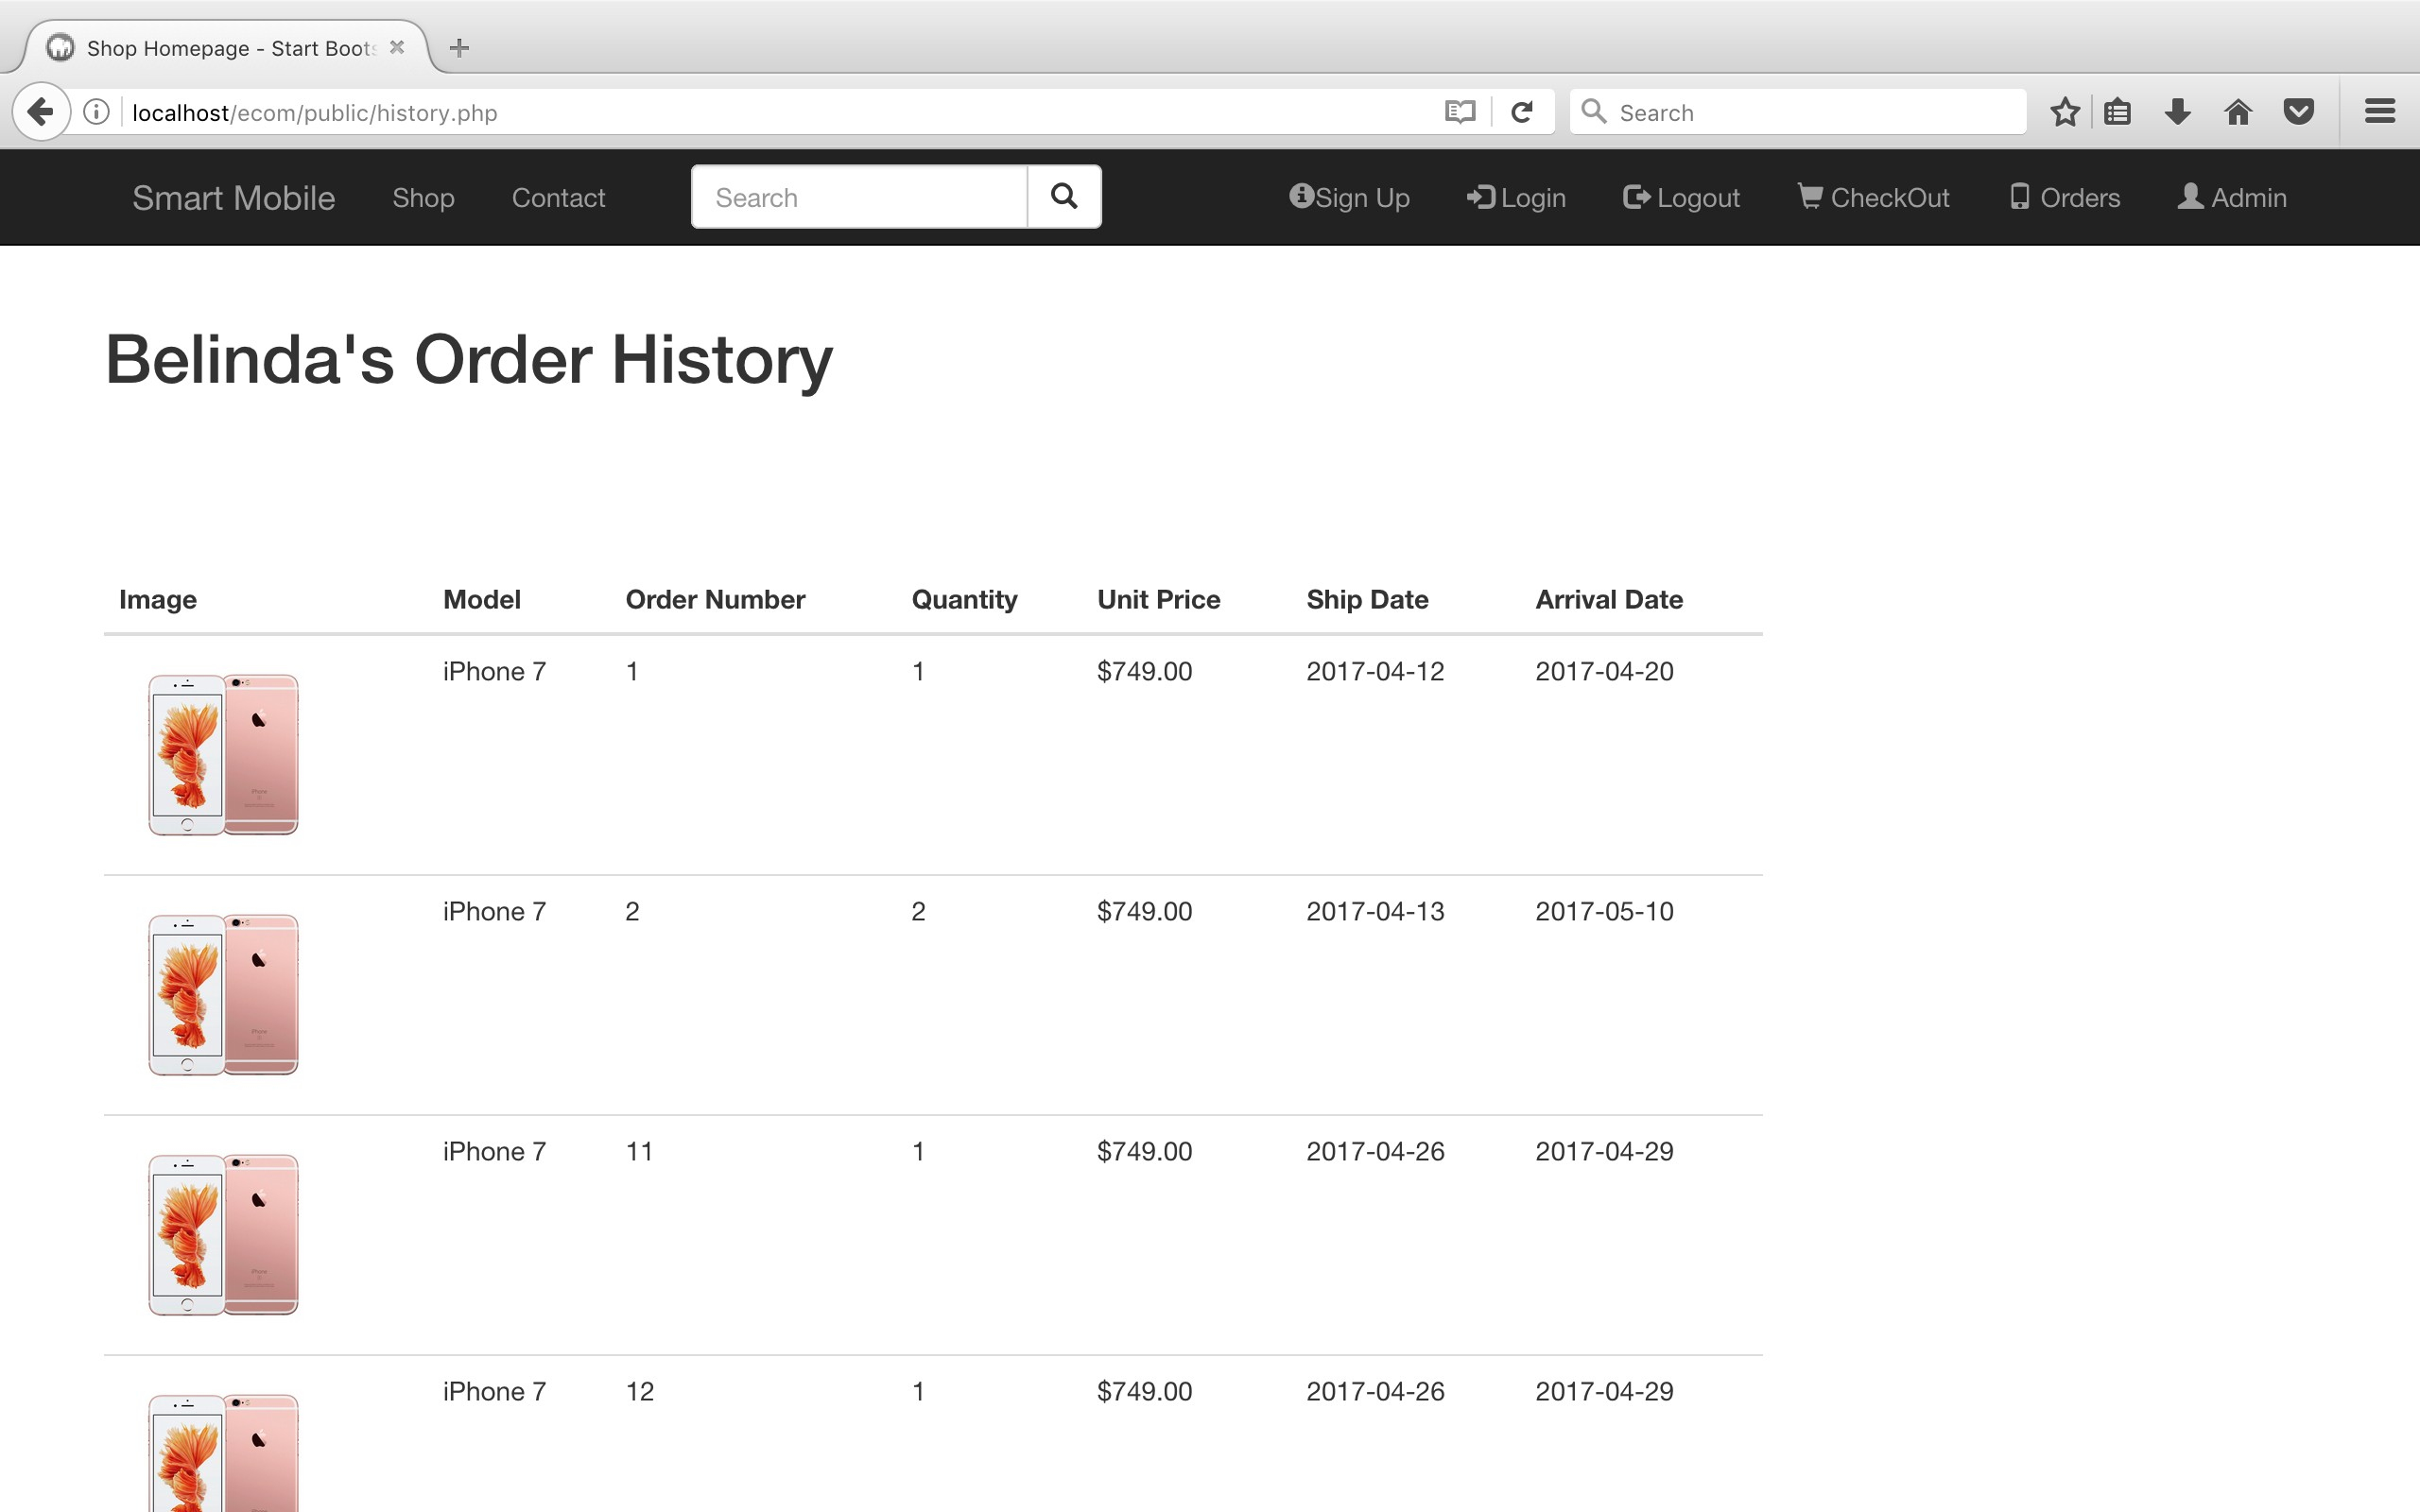 Shop Homepage - Start Boots
localhost/ecom/public/history.php
Search
Smart Mobile Shop Contact Search Sign Up Login Logout CheckOut Orders Admin
Belinda's Order History
Image Model Order Number Quantity Unit Price Ship Date Arrival Date
iPhone 7 1 1 $749.00 2017-04-12 2017-04-20
iPhone 7 2 2 $749.00 2017-04-13 2017-05-10
iPhone 7 11 1 $749.00 2017-04-26 2017-04-29
iPhone 7 12 1 $749.00 2017-04-26 2017-04-29